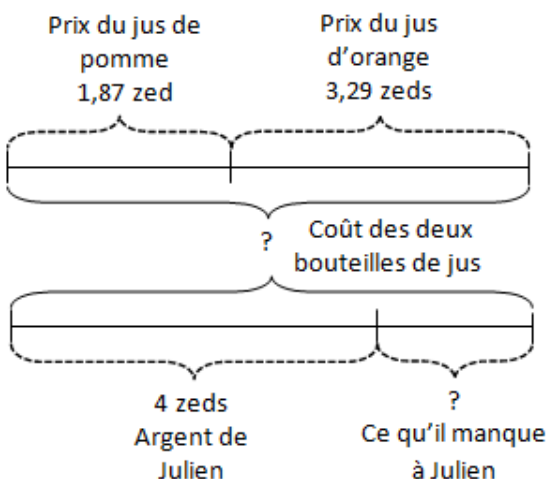 Prix du jus de
pomme
1,87 zed
Prix du jus
d'orange
3,29 zeds
?
Coût des deux
bouteilles de jus
4 zeds
Argent de
Julien
?
Ce qu'il manque
à Julien